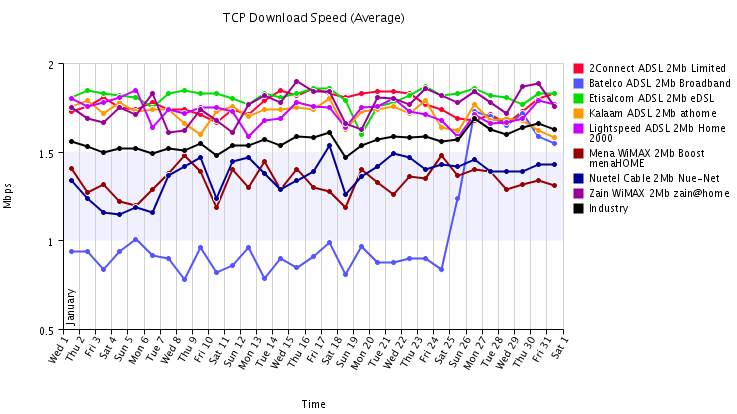 TCP Download Speed (Average)
2
1.5
1
0.5
Mbps
January
Wed 1
Thu 2
Fri 3
Sat 4
Sun 5
Mon 6
Tue 7
Wed 8
Thu 9
Fri 10
Sat 11
Sun 12
Mon 13
Tue 14
Wed 15
Thu 16
Fri 17
Sat 18
Sun 19
Mon 20
Tue 21
Wed 22
Thu 23
Fri 24
Sat 25
Sun 26
Mon 27
Tue 28
Wed 29
Thu 30
Fri 31
Sat 1
Time
2Connect ADSL 2Mb Limited
Batelco ADSL 2Mb Broadband
Etisalcom ADSL 2Mb eDSL
Kalaam ADSL 2Mb athome
Lightspeed ADSL 2Mb Home
2000
Mena WiMAX 2Mb Boost
menaHOME
Nuetel Cable 2Mb Nue-Net
Zain WiMAX 2Mb zain@home
Industry